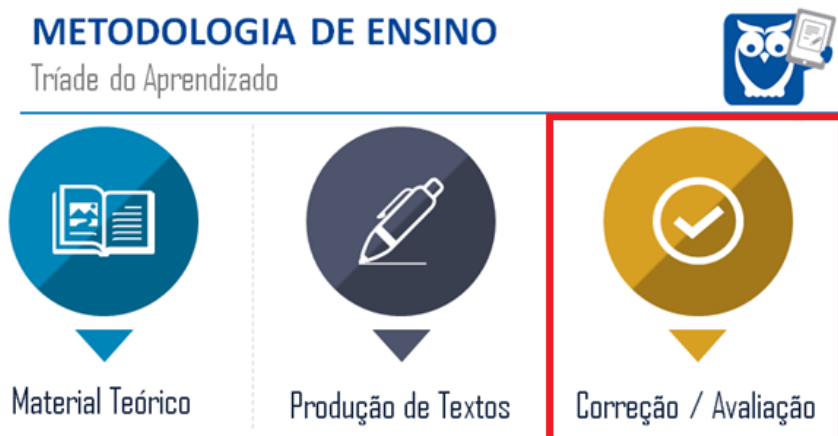 METODOLOGIA DE ENSINO
Tríade do Aprendizado
Material Teórico
Produção de Textos
Correção / Avaliação